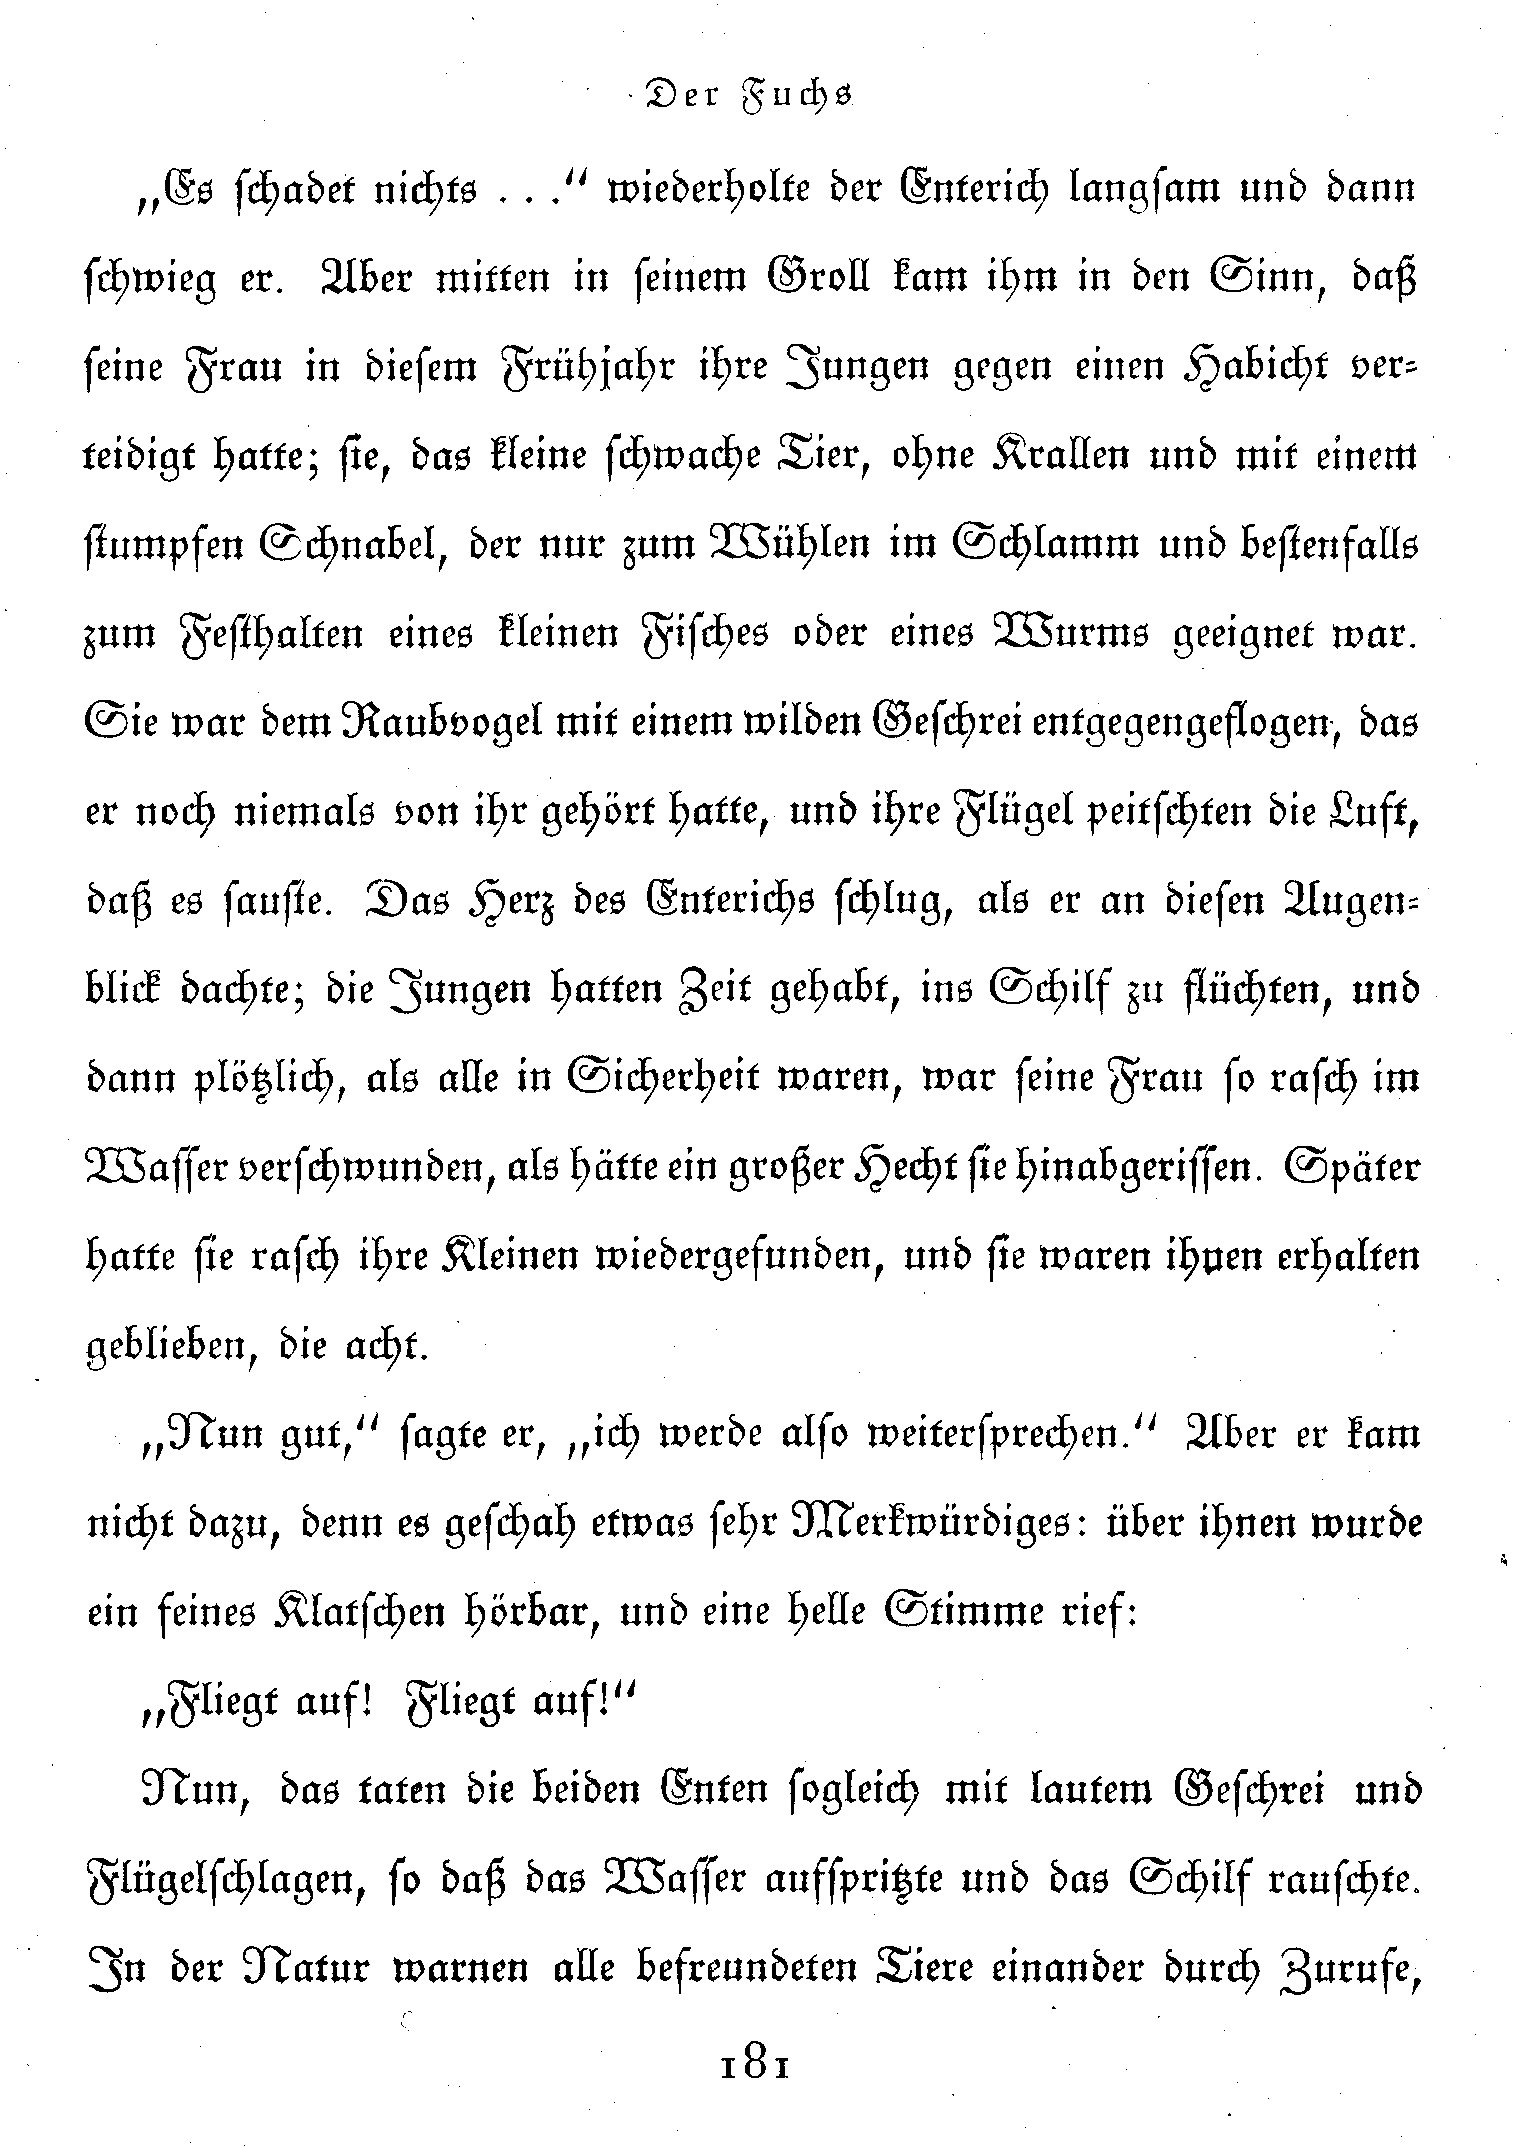 Der Fuchs
„Es schadet nichts . . .“ wiederholte der Enterich langsam und dann
schwieg er. Aber mitten in seinem Groll kam ihm in den Sinn, daß
seine Frau in diesem Frühjahr ihre Jungen gegen einen Habicht ver-
teidigt hatte; sie, das kleine schwache Tier, ohne Krallen und mit einem
stumpfen Schnabel, der nur zum Wühlen im Schlamm und bestenfalls
zum Festhalten eines kleinen Fisches oder eines Wurms geeignet war.
Sie war dem Raubvogel mit einem wilden Geschrei entgegengeflogen, das
er noch niemals von ihr gehört hatte, und ihre Flügel peitschten die Luft,
daß es sauste. Das Herz des Enterichs schlug, als er an diesen Augen-
blick dachte; die Jungen hatten Zeit gehabt, ins Schilf zu flüchten, und
dann plötzlich, als alle in Sicherheit waren, war seine Frau so rasch im
Wasser verschwunden, als hätte ein großer Hecht sie hinabgerissen. Später
hatte sie rasch ihre Kleinen wiedergefunden, und sie waren ihnen erhalten
geblieben, die acht.
„Nun gut,“ sagte er, „ich werde also weitersprechen.“ Aber er kam
nicht dazu, denn es geschah etwas sehr Merkwürdiges: über ihnen wurde
ein feines Klatschen hörbar, und eine helle Stimme rief:
„Fliegt auf! Fliegt auf!“
Nun, das taten die beiden Enten sogleich mit lautem Geschrei und
Flügelschlagen, so daß das Wasser aufspritzte und das Schilf rauschte.
In der Natur warnen alle befreundeten Tiere einander durch Zurufe,
181